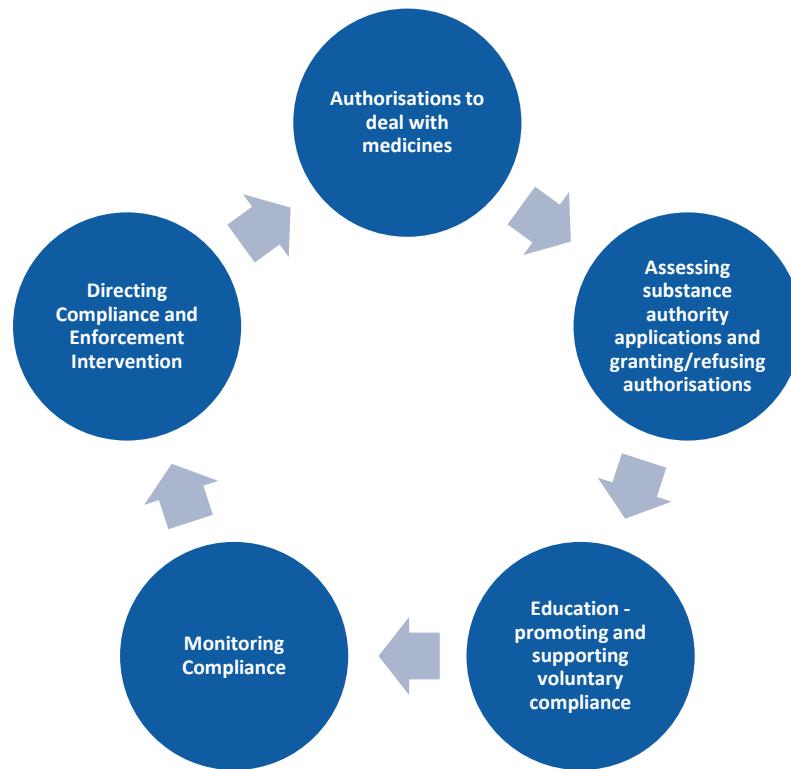 Authorisations to
deal with
medicines
Assessing
substance
authority
applications and
granting/refusing
authorisations
Education -
promoting and
supporting
voluntary
compliance
Monitoring
Compliance
Directing
Compliance and
Enforcement
Intervention